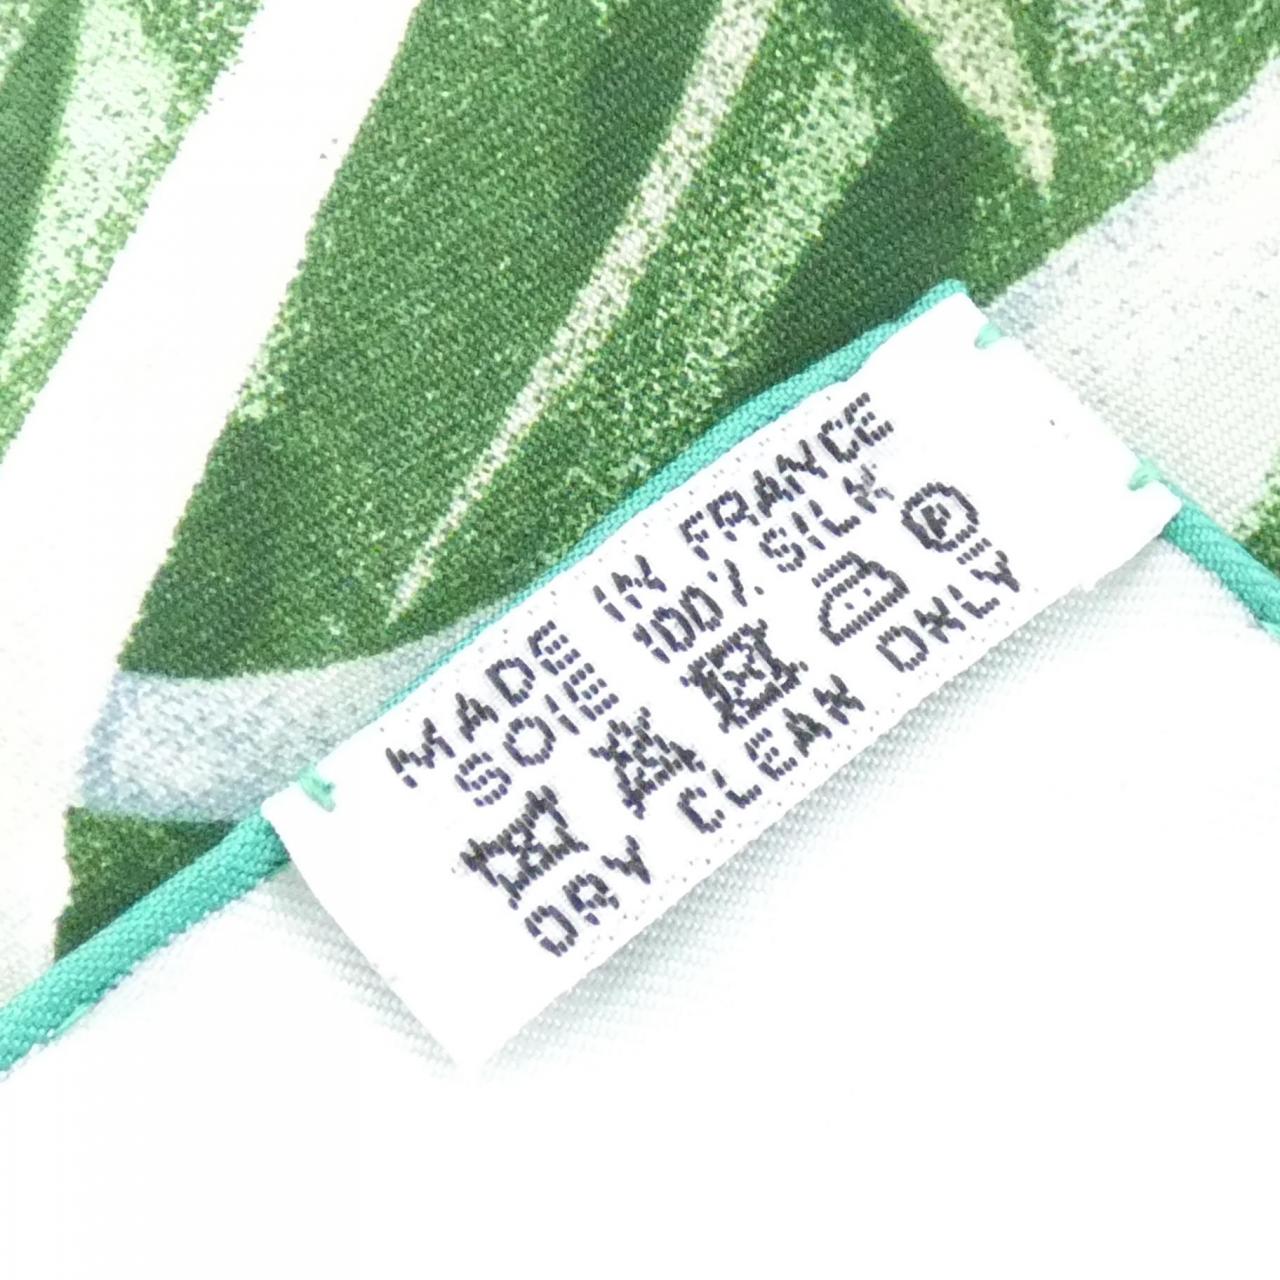 MADE IN FRANCE
SOIE 100% SILK
P
DRY CLEAN ONLY